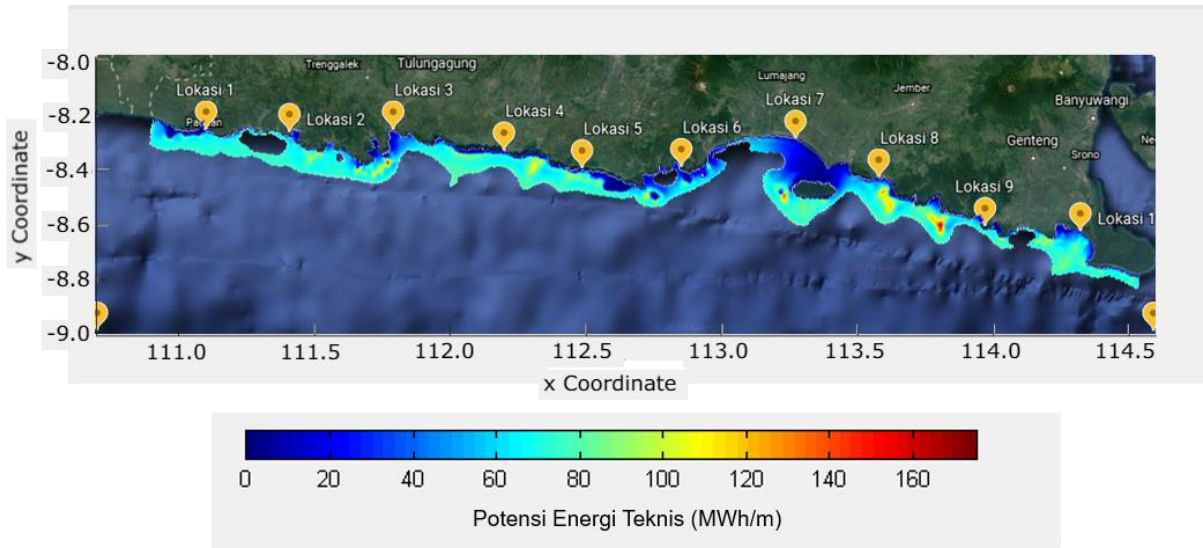 -8.0
-8.2
-8.4
-8.6
-8.8
-9.0
y Coordinate
Trenggalek
Tulungagung
Lumajang
Jember
Banyuwangi
Genteng
Srono
Lokasi 1
Lokasi 2
Lokasi 3
Lokasi 4
Lokasi 5
Lokasi 6
Lokasi 7
Lokasi 8
Lokasi 9
Lokasi 1
111.0 111.5 112.0 112.5 113.0 113.5 114.0 114.5
x Coordinate
0 20 40 60 80 100 120 140 160
Potensi Energi Teknis (MWh/m)